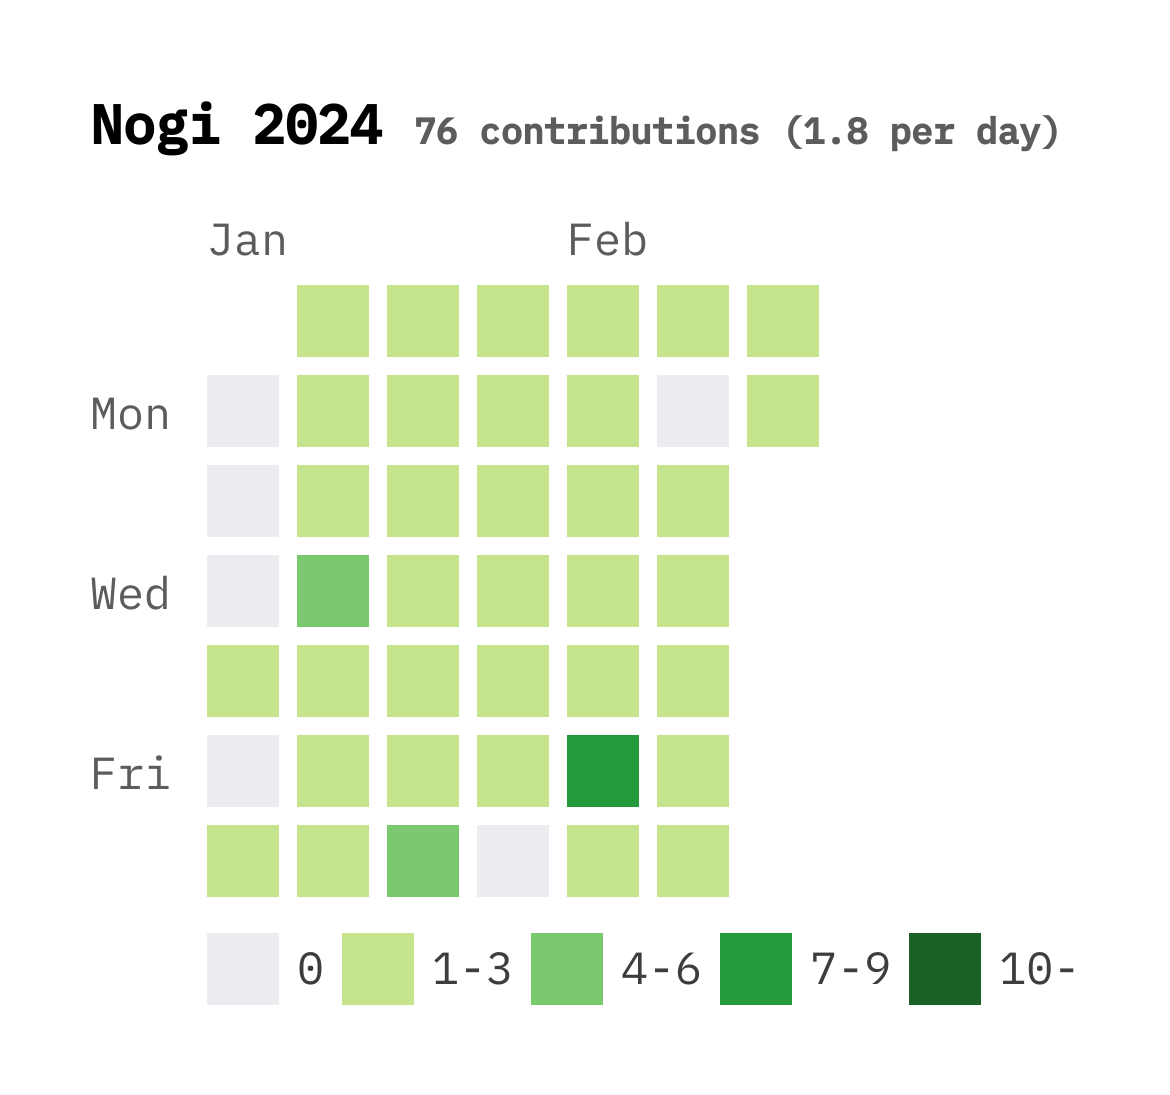 Nogi 2024 76 contributions (1.8 per day)
Jan Feb
Mon
Wed
Fri
0 1-3 4-6 7-9 10-